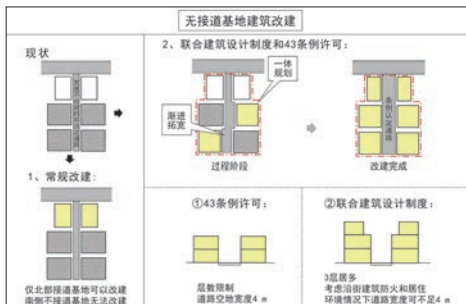 无接道基地建筑改建
现状
1、常规改建:
仅北部接道基地可以改建
南侧不接道基地无法改建
2、联合建筑设计制度和43条例许可:
一体
规划
渐进
拓宽
条例认定道路
过程阶段
改建完成
①43条例许可:
层数限制
道路空地宽度4 m
②联合建筑设计制度:
3层居多
考虑沿街建筑防火和居住
环境情况下道路宽度可不足4 m